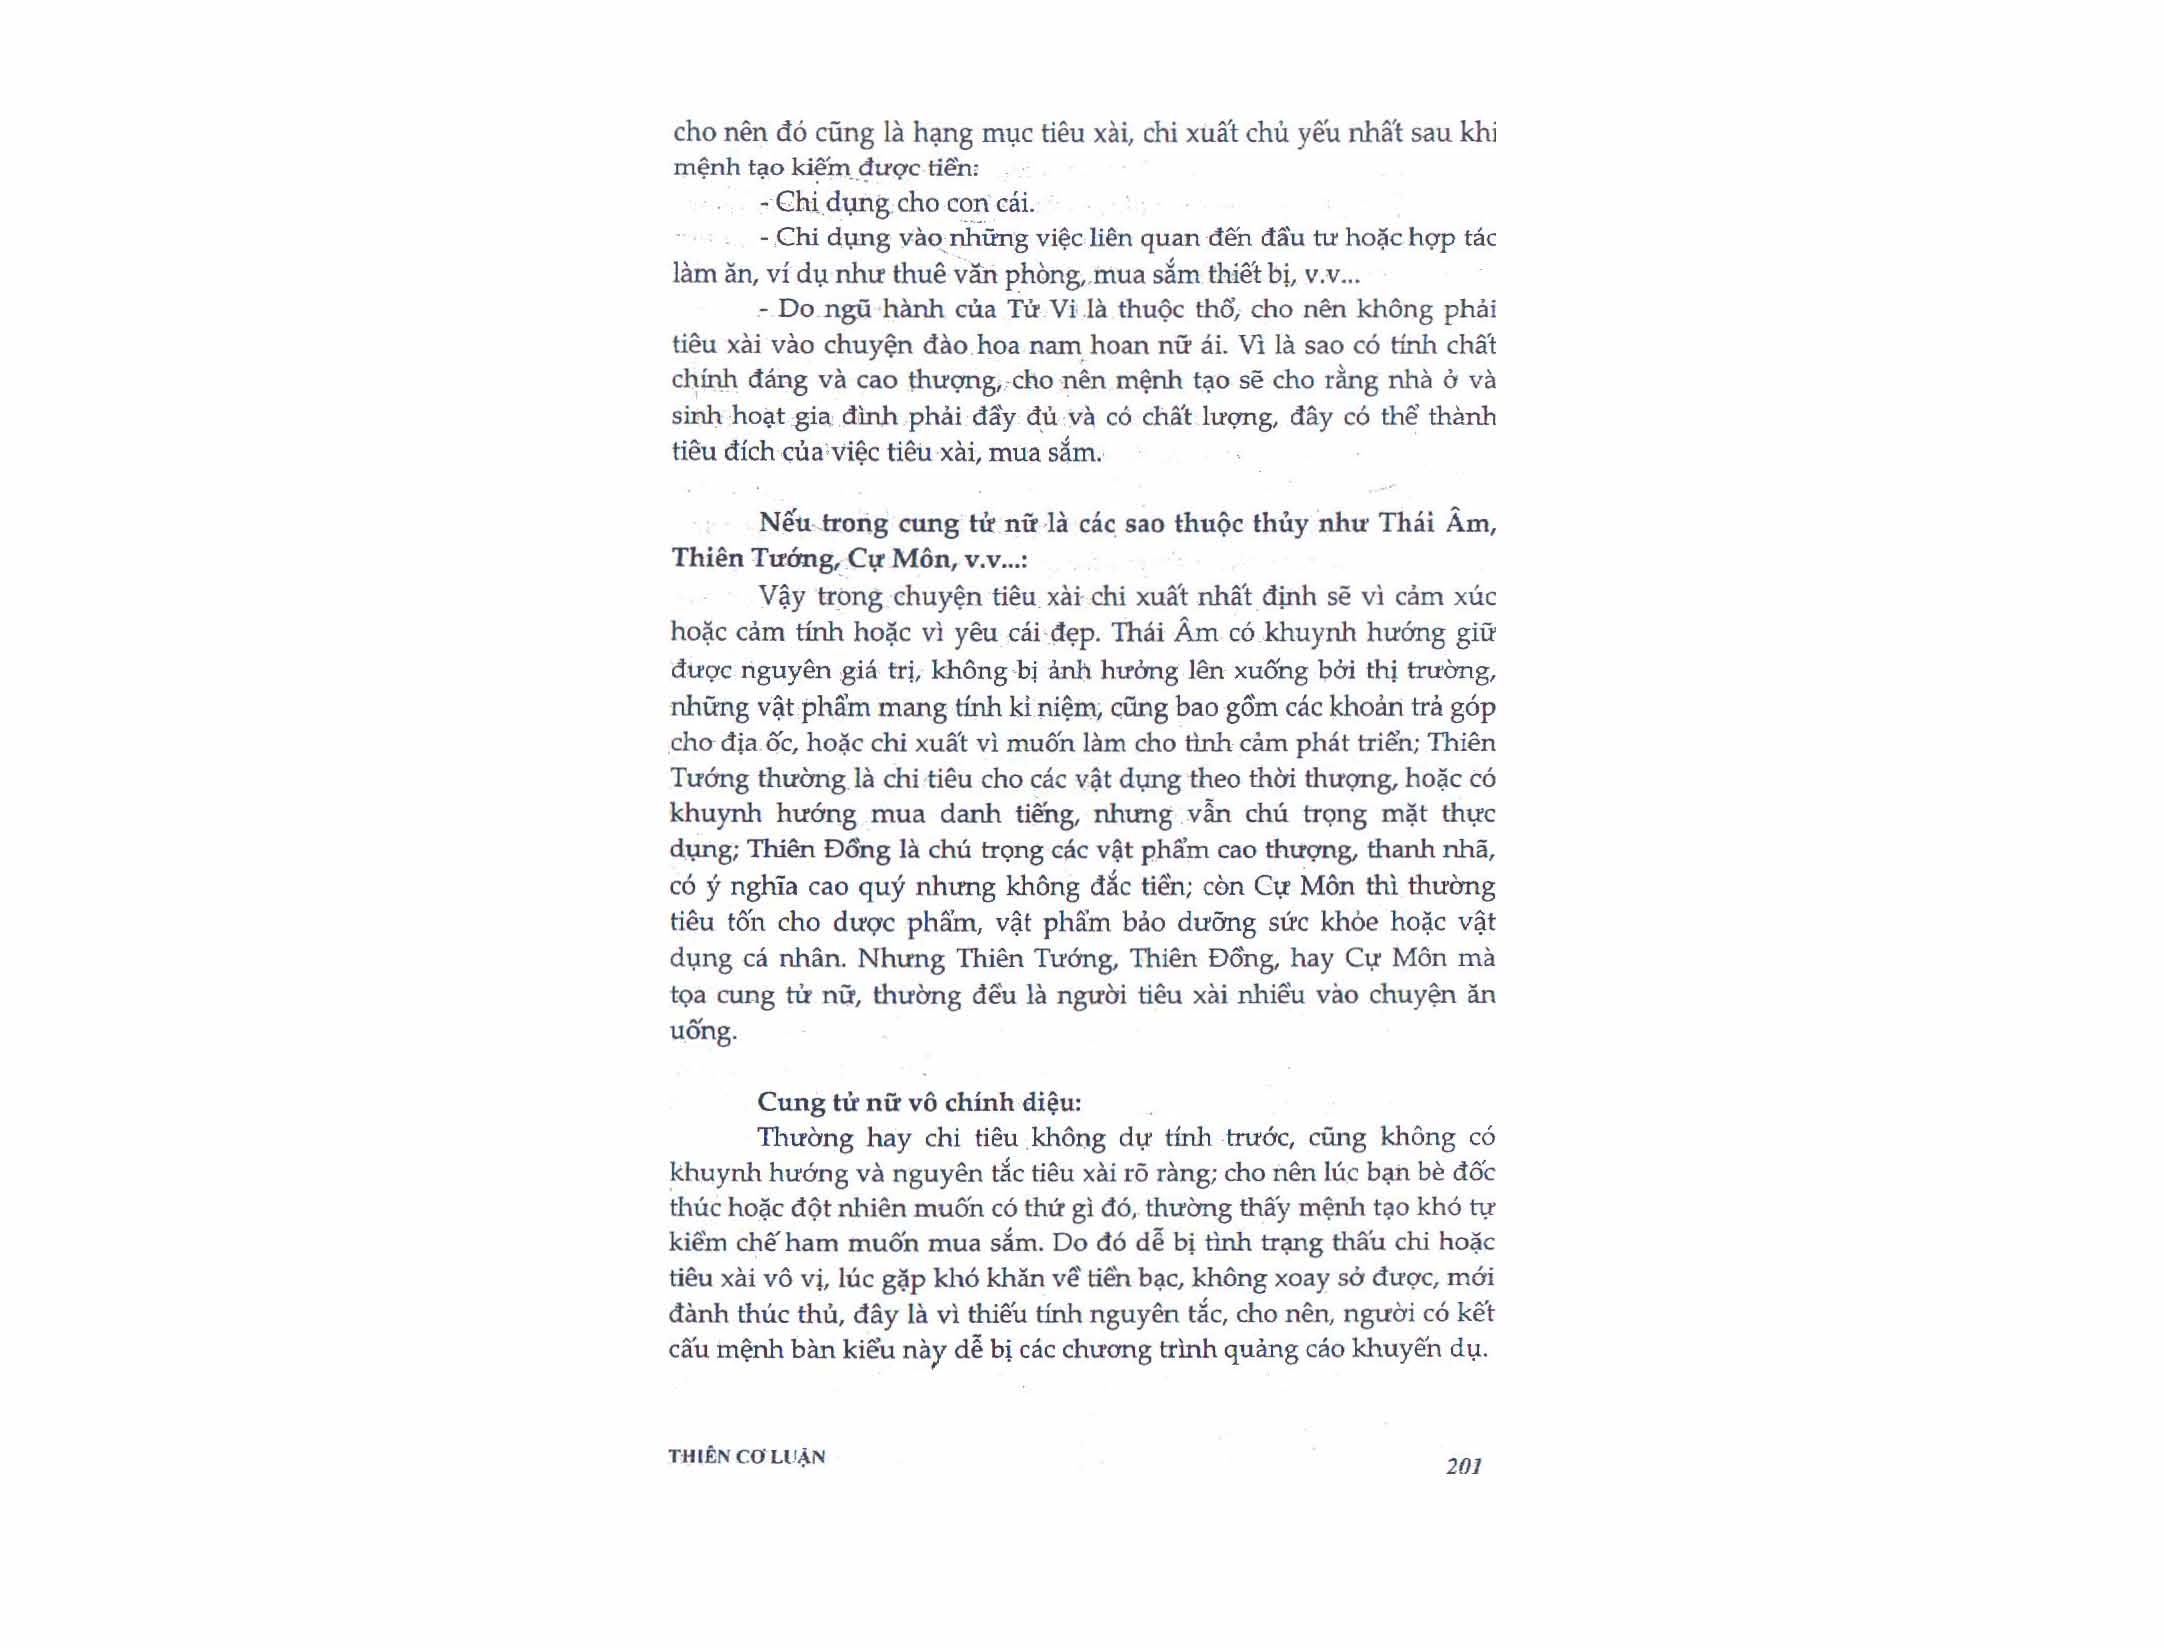 cho nên đó cũng là hạng mục tiêu xài, chi xuất chủ yếu nhất sau khi
mệnh tạo kiếm được tiền:
- Chi dụng cho con cái.
- Chi dụng vào những việc liên quan đến đầu tư hoặc hợp tác
làm ăn, ví dụ như thuê văn phòng, mua sắm thiết bị, v.v...
- Do ngũ hành của Tử Vi là thuộc thổ, cho nên không phải
tiêu xài vào chuyện đào hoa nam hoan nữ ái. Vì là sao có tính chất
chính đáng và cao thượng, cho nên mệnh tạo sẽ cho rằng nhà ở và
sinh hoạt gia đình phải đầy đủ và có chất lượng, đây có thể thành
tiêu đích của việc tiêu xài, mua sắm.
Nếu trong cung tử nữ là các sao thuộc thủy như Thái Âm,
Thiên Tướng, Cự Môn, v.v...:
Vậy trong chuyện tiêu xài chi xuất nhất định sẽ vì cảm xúc
hoặc cảm tính hoặc vì yêu cái đẹp. Thái Âm có khuynh hướng giữ
được nguyên giá trị, không bị ảnh hưởng lên xuống bởi thị trường,
những vật phẩm mang tính kỉ niệm, cũng bao gồm các khoản trả góp
cho địa ốc, hoặc chi xuất vì muốn làm cho tình cảm phát triển; Thiên
Tướng thường là chi tiêu cho các vật dụng theo thời thượng, hoặc có
khuynh hướng mua danh tiếng, nhưng vẫn chú trọng mặt thực
dụng; Thiên Đồng là chú trọng các vật phẩm cao thượng, thanh nhã,
có ý nghĩa cao quý nhưng không đắc tiền; còn Cự Môn thì thường
tiêu tốn cho dược phẩm, vật phẩm bảo dưỡng sức khỏe hoặc vật
dụng cá nhân. Nhưng Thiên Tướng, Thiên Đồng, hay Cự Môn mà
tọa cung tử nữ, thường đều là người tiêu xài nhiều vào chuyện ăn
uống.
Cung tử nữ vô chính diệu:
Thường hay chi tiêu không dự tính trước, cũng không có
khuynh hướng và nguyên tắc tiêu xài rõ ràng; cho nên lúc bạn bè đốc
thúc hoặc đột nhiên muốn có thứ gì đó, thường thấy mệnh tạo khó tự
kiềm chế ham muốn mua sắm. Do đó dễ bị tình trạng thấu chi hoặc
tiêu xài vô vị, lúc gặp khó khăn về tiền bạc, không xoay sở được, mới
đành thúc thủ, đây là vì thiếu tính nguyên tắc, cho nên, người có kết
cấu mệnh bàn kiểu này dễ bị các chương trình quảng cáo khuyến dụ.
THIÊN CƠ LUẬN
201